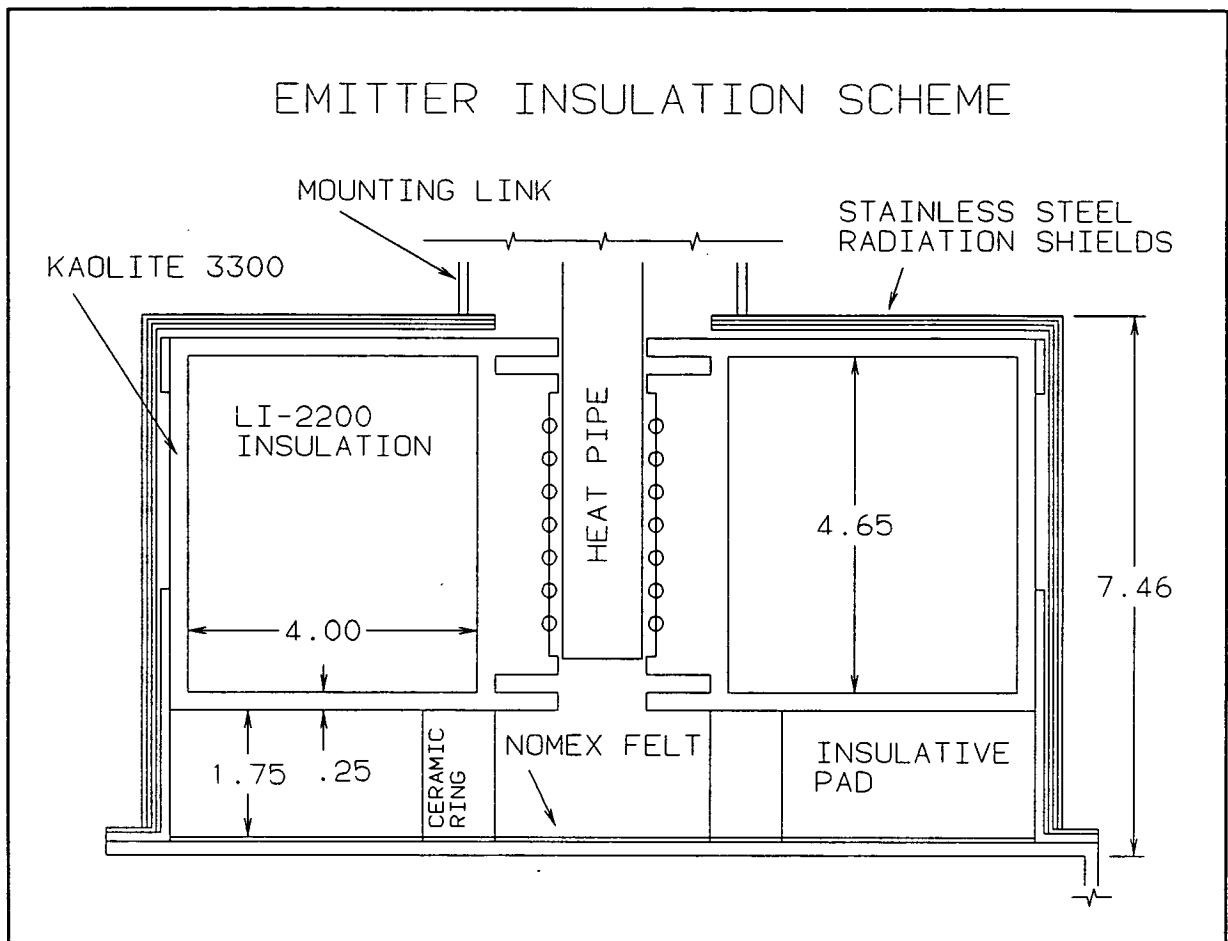 EMITTER INSULATION SCHEME
MOUNTING LINK
STAINLESS STEEL
RADIATION SHIELDS
KAOLITE 3300
LI-2200
INSULATION
HEAT PIPE
4.65
7.46
4.00
1.75
.25
CERAMIC
RING
NOMEX FELT
INSULATIVE
PAD